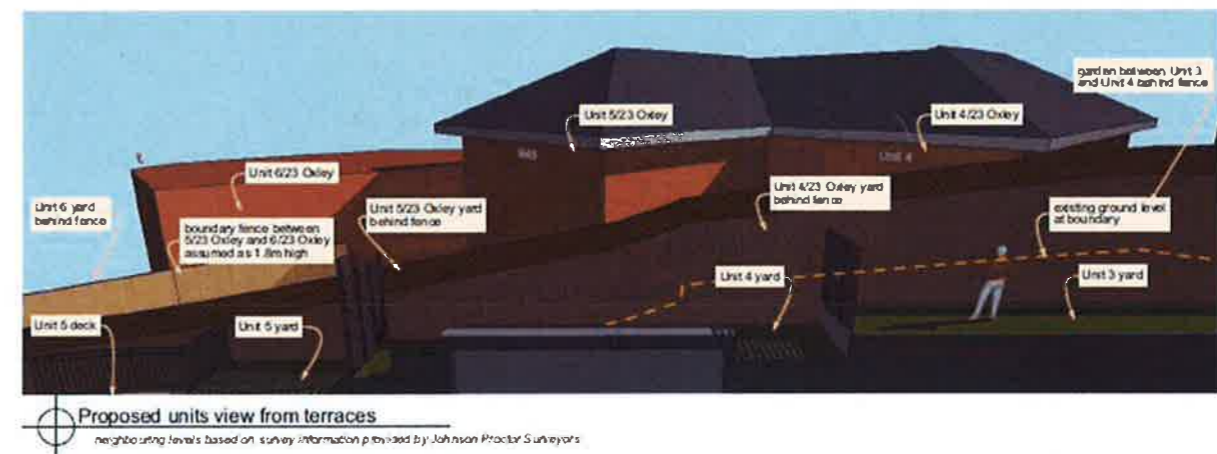 garden between Unit 3
and Unit 4 behind fence
Unit 5/23 Oxley
Unit 4/23 Oxley
Unit 4
Unit 6/23 Oxley
Unit 6 yard
behind fence
Unit 5/23 Oxley yard
behind fence
Unit 4/23 Oxley yard
behind fence
existing ground level
at boundary
boundary fence between
5/23 Oxley and 6/23 Oxley
assumed as 1.8m high
Unit 4 yard
Unit 3 yard
Unit 5 deck
Unit 5 yard
Proposed units view from terraces
neighbouring levels based on survey information provided by Johnson Procter Surveyors